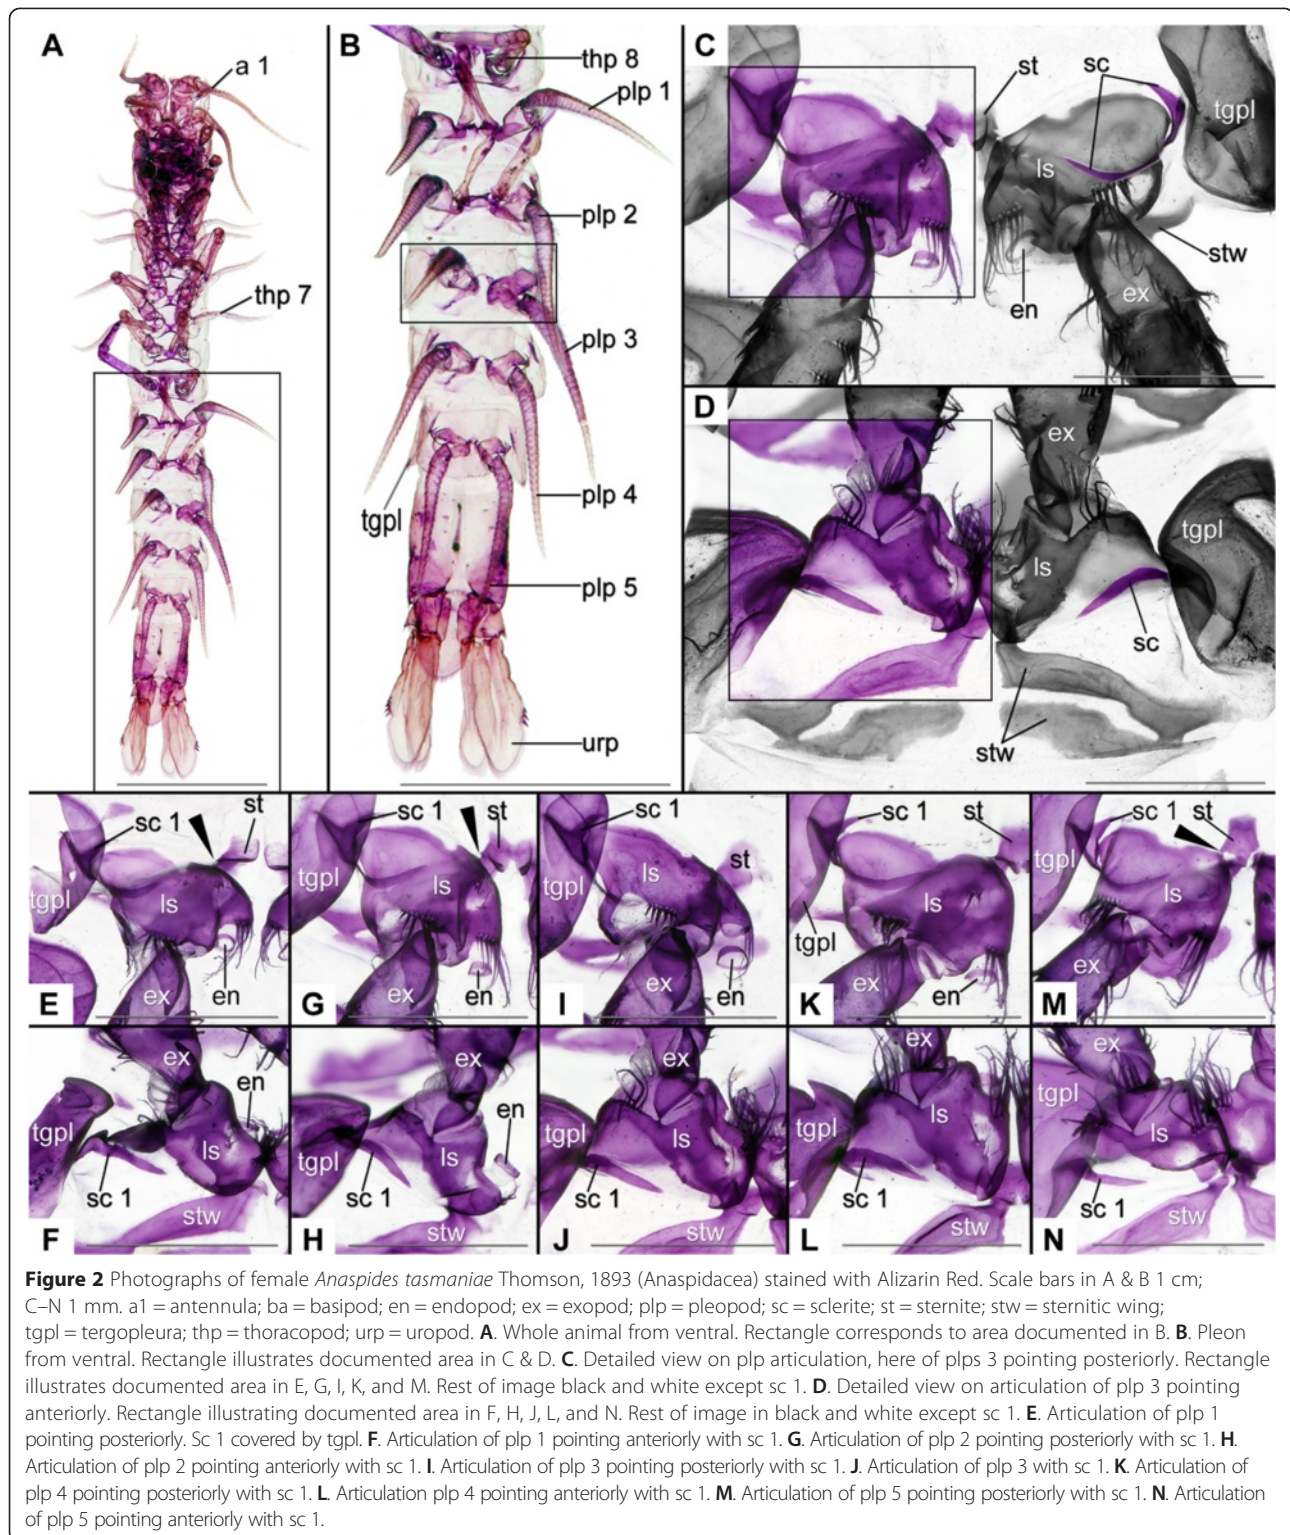 A
a 1
thp 7
B
thp 8
plp 1
plp 2
plp 3
plp 4
tgpl
plp 5
urp
C
st
sc
tgpl
ls
stw
en
ex
D
ex
tgpl
ls
sc
stw
sc 1
st
tgpl
ls
en
ex
E
sc 1
st
tgpl
ls
en
ex
G
sc 1
st
tgpl
ls
en
ex
I
sc 1
st
ls
tgpl
ex
en
K
sc 1
st
tgpl
ls
ex
M
ex
en
tgpl
ls
sc 1
stw
F
ex
en
tgpl
ls
sc 1
stw
H
ex
tgpl
ls
sc 1
stw
J
ex
tgpl
ls
sc 1
stw
L
ex
tgpl
ls
sc 1
stw
N
Figure 2 Photographs of female Anaspides tasmaniae Thomson, 1893 (Anaspidacea) stained with Alizarin Red. Scale bars in A & B 1 cm;
C–N 1 mm. a1 = antennula; ba = basipod; en = endopod; ex = exopod; plp = pleopod; sc = sclerite; st = sternite; stw = sternitic wing;
tgpl = tergopleura; thp = thoracopod; urp = uropod. A. Whole animal from ventral. Rectangle corresponds to area documented in B. B. Pleon
from ventral. Rectangle illustrates documented area in C & D. C. Detailed view on plp articulation, here of plps 3 pointing posteriorly. Rectangle
illustrates documented area in E, G, I, K, and M. Rest of image black and white except sc 1. D. Detailed view on articulation of plp 3 pointing
anteriorly. Rectangle illustrating documented area in F, H, J, L, and N. Rest of image in black and white except sc 1. E. Articulation of plp 1
pointing posteriorly. Sc 1 covered by tgpl. F. Articulation of plp 1 pointing anteriorly with sc 1. G. Articulation of plp 2 pointing posteriorly with sc 1. H.
Articulation of plp 2 pointing anteriorly with sc 1. I. Articulation of plp 3 pointing posteriorly with sc 1. J. Articulation of plp 3 with sc 1. K. Articulation of
plp 4 pointing posteriorly with sc 1. L. Articulation plp 4 pointing anteriorly with sc 1. M. Articulation of plp 5 pointing posteriorly with sc 1. N. Articulation
of plp 5 pointing anteriorly with sc 1.